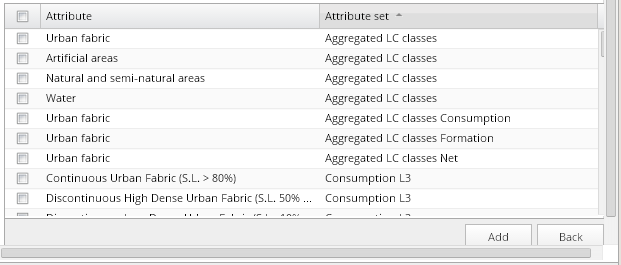 Attribute Attribute set
Urban fabric Aggregated LC classes
Artificial areas Aggregated LC classes
Natural and semi-natural areas Aggregated LC classes
Water Aggregated LC classes
Urban fabric Aggregated LC classes Consumption
Urban fabric Aggregated LC classes Formation
Urban fabric Aggregated LC classes Net
Continuous Urban Fabric (S.L. > 80%) Consumption L3
Discontinuous High Dense Urban Fabric (S.L. 50% ... Consumption L3
Add Back